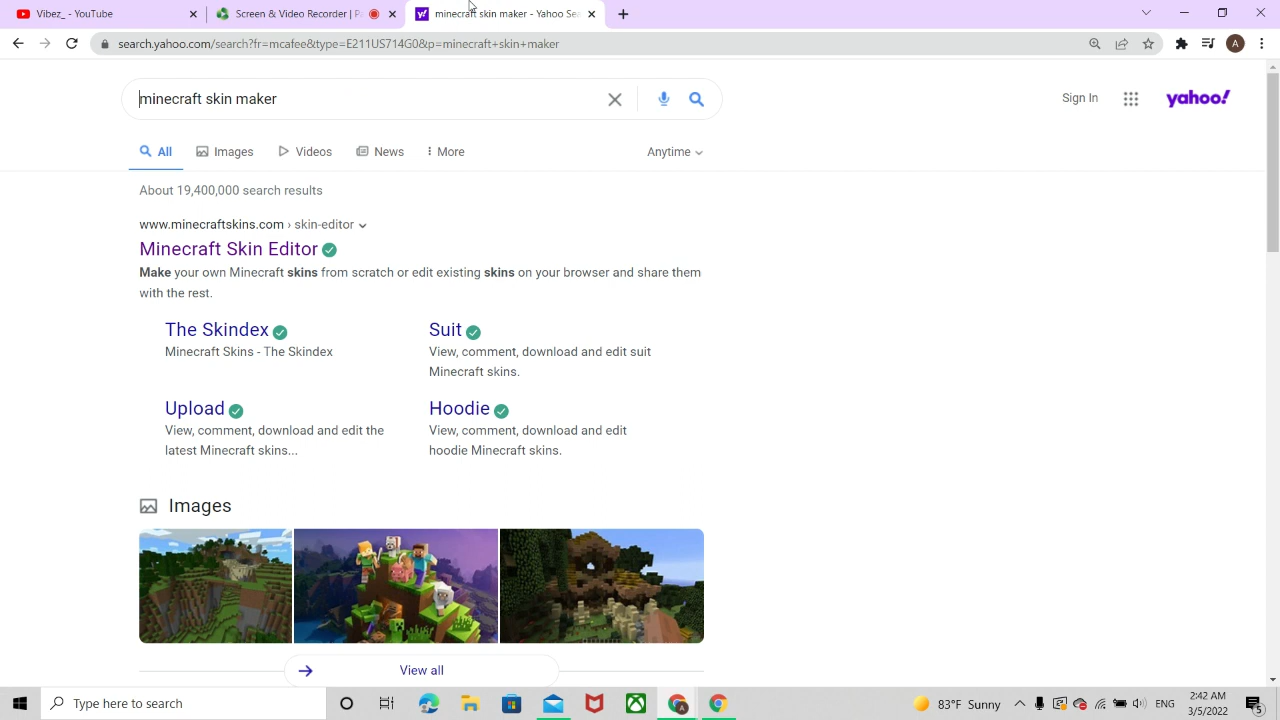 Vibez_ - YouTube
Screen & Video Recorder | P
minecraft skin maker - Yahoo Sea
search.yahoo.com/search?fr=mcafee&type=E211US714G0&p=minecraft+skin+maker
A
minecraft skin maker
Sign In
yahoo!
All
Images
Videos
News
More
Anytime
About 19,400,000 search results
www.minecraftskins.com › skin-editor
Minecraft Skin Editor
Make your own Minecraft skins from scratch or edit existing skins on your browser and share them
with the rest.
The Skindex
Minecraft Skins - The Skindex
Suit
View, comment, download and edit suit
Minecraft skins.
Upload
View, comment, download and edit the
latest Minecraft skins...
Hoodie
View, comment, download and edit
hoodie Minecraft skins.
Images
View all
Type here to search
83°F Sunny
ENG
2:42 AM
3/5/2022
5